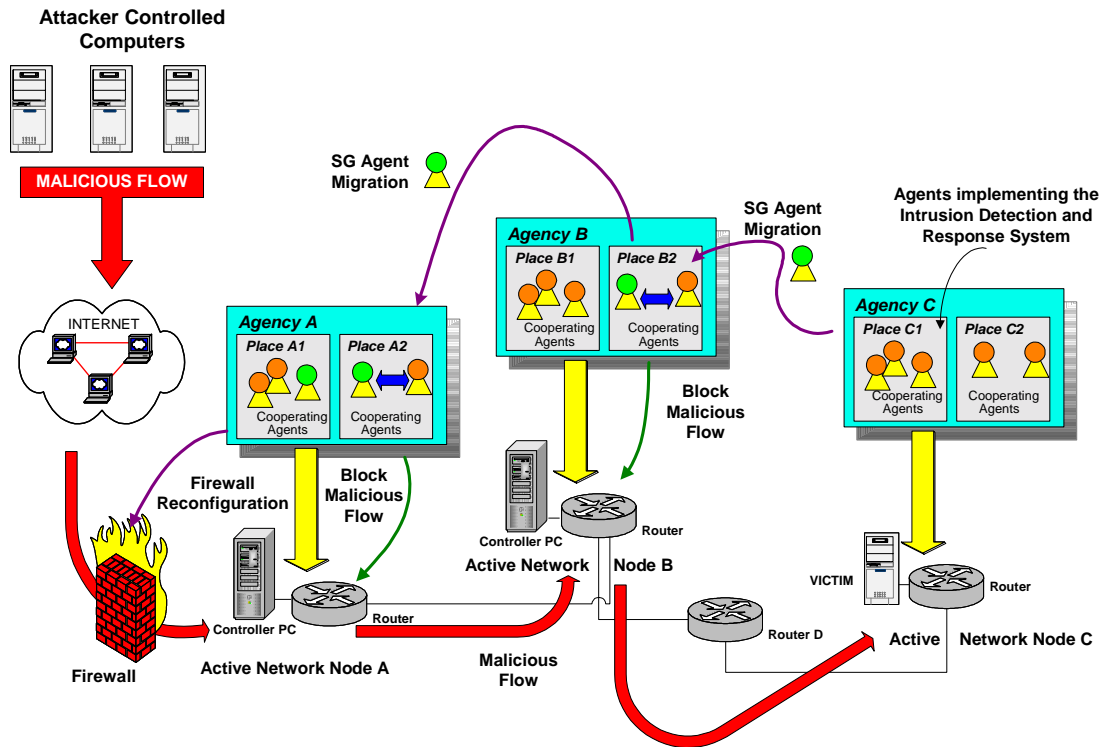 Attacker Controlled
Computers
MALICIOUS FLOW
INTERNET
SG Agent
Migration
SG Agent
Migration
Agents implementing the
Intrusion Detection and
Response System
Agency B
Place B1
Cooperating
Agents
Place B2
Cooperating
Agents
Agency A
Place A1
Cooperating
Agents
Place A2
Cooperating
Agents
Agency C
Place C1
Cooperating
Agents
Place C2
Cooperating
Agents
Block
Malicious
Flow
Firewall
Reconfiguration
Block
Malicious
Flow
Controller PC
Router
Active Network
Node B
VICTIM
Router
Controller PC
Router
Router D
Active
Network Node C
Firewall
Active Network Node A
Malicious
Flow